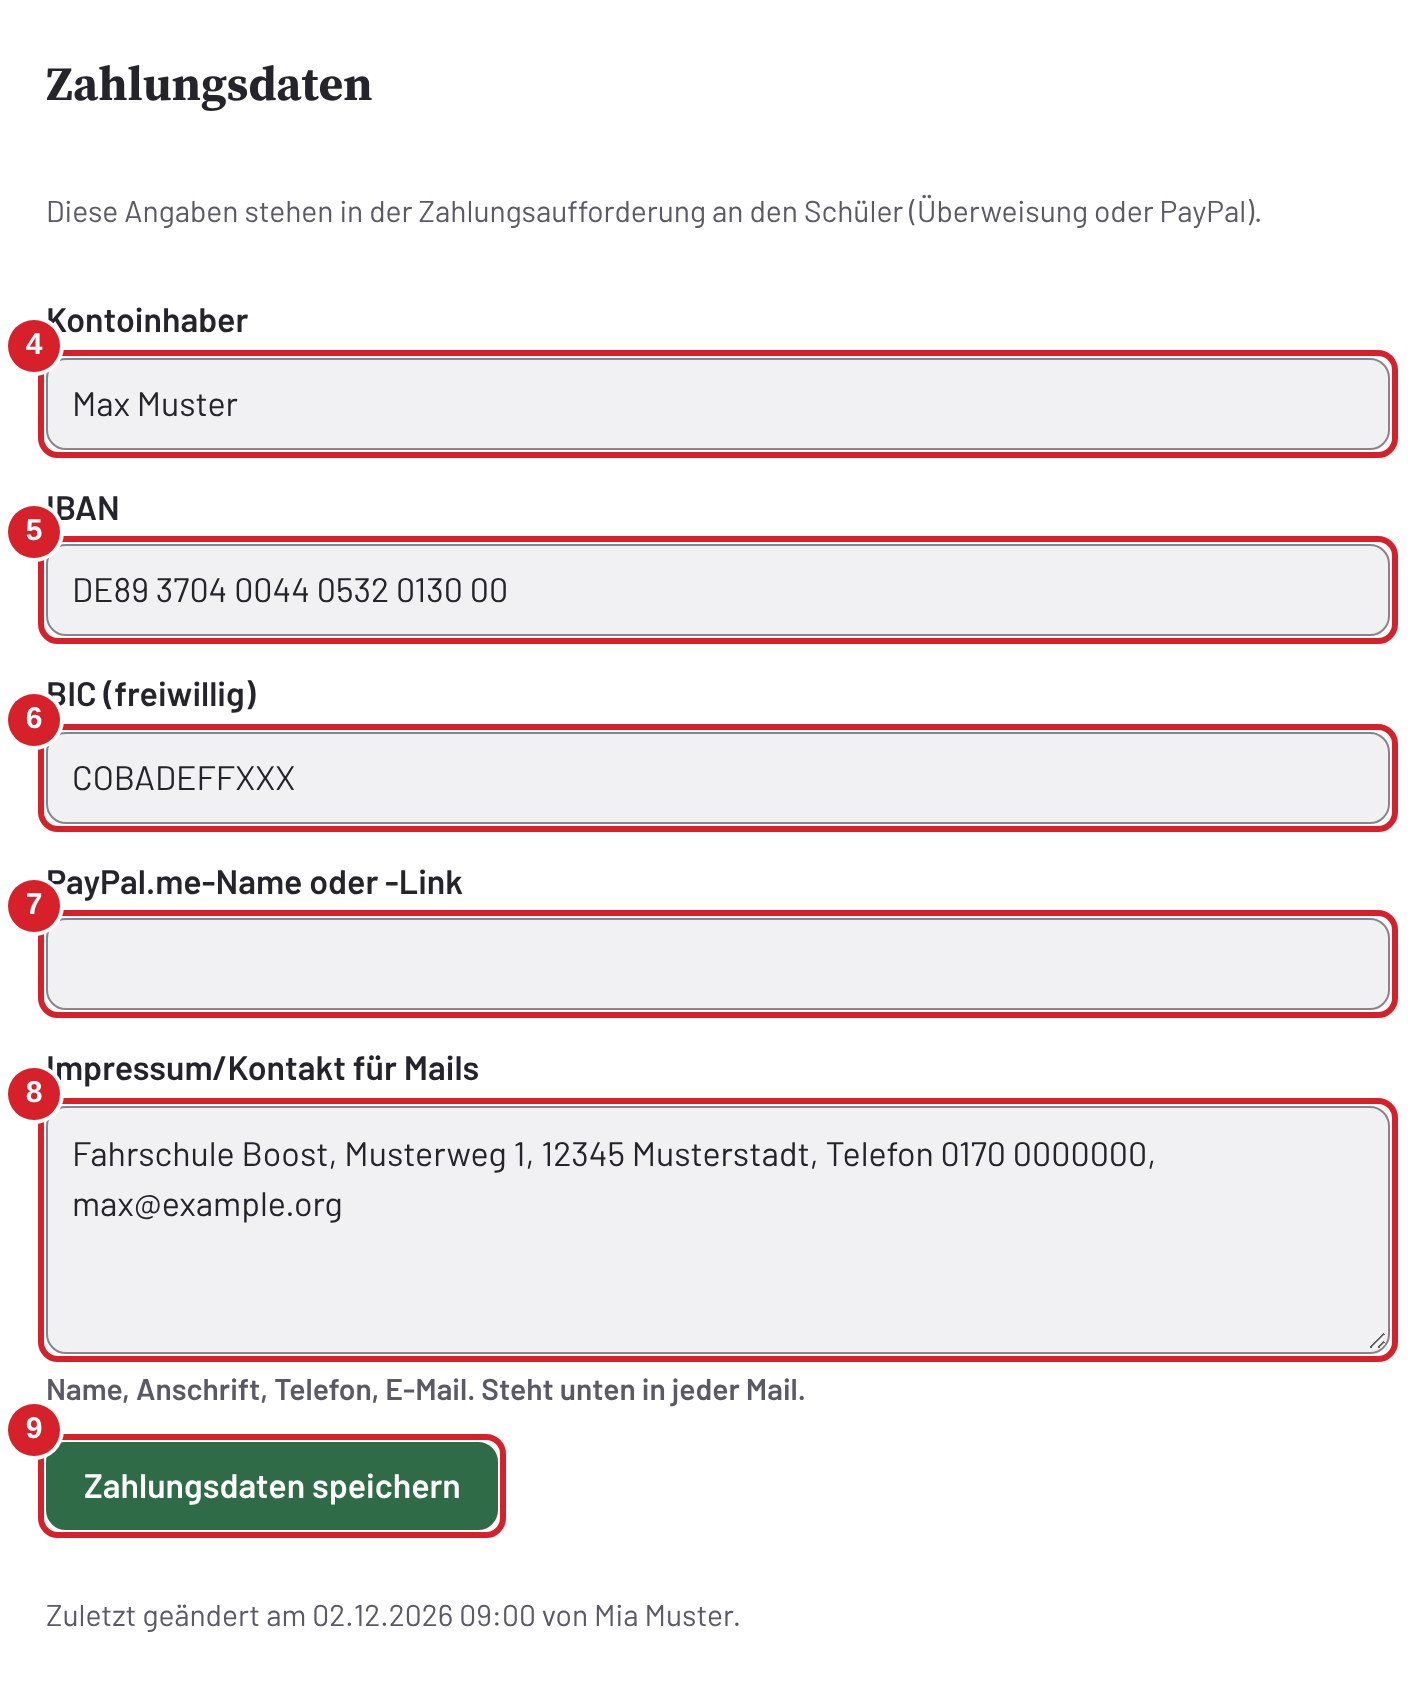 Zahlungsdaten
Diese Angaben stehen in der Zahlungsaufforderung an den Schüler (Überweisung oder PayPal).
Kontoinhaber
4
Max Muster
IBAN
5
DE89 3704 0044 0532 0130 00
BIC (freiwillig)
6
COBADEFFXXX
PayPal.me-Name oder -Link
7
Impressum/Kontakt für Mails
8
Fahrschule Boost, Musterweg 1, 12345 Musterstadt, Telefon 0170 0000000,
max@example.org
Name, Anschrift, Telefon, E-Mail. Steht unten in jeder Mail.
9
Zahlungsdaten speichern
Zuletzt geändert am 02.12.2026 09:00 von Mia Muster.